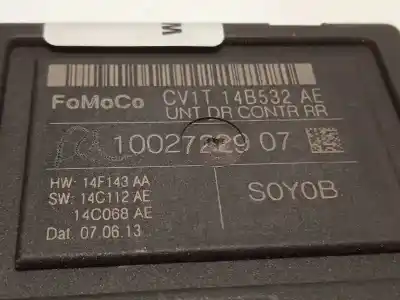 M
FoMoCo CV1T 14B532 AE
UNT DR CONTR RR
10027229 07
HW: 14F143 AA
SW: 14C112 AE
14C068 AE
Dat. 07.06.13
S0Y0B